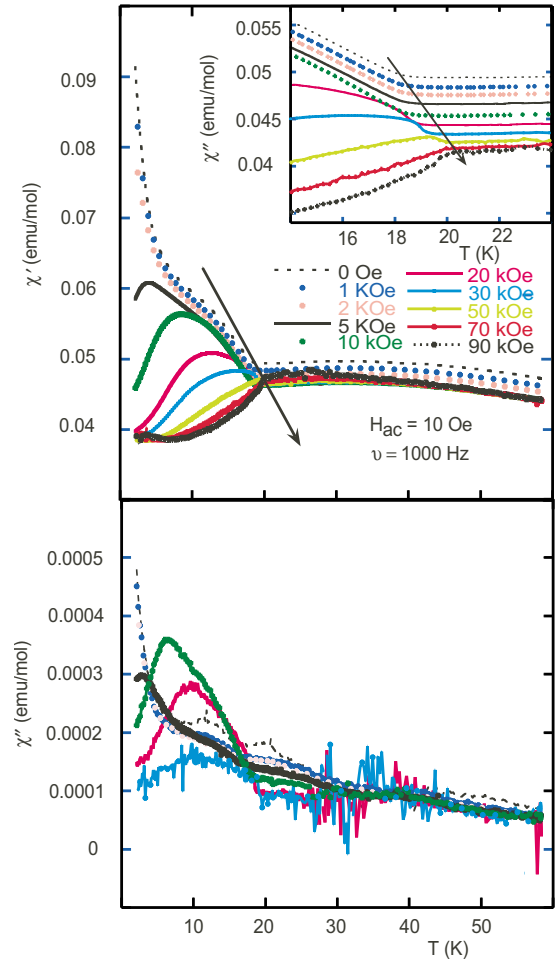 0.055
0.05
0.045
0.04
χ″ (emu/mol)
16 18 20 22
T (K)
0.09
0.08
0.07
0.06
0.05
0.04
χ′ (emu/mol)
0 Oe
1 KOe
2 KOe
5 KOe
10 kOe
20 kOe
30 kOe
50 kOe
70 kOe
90 KOe
Hac = 10 Oe
υ = 1000 Hz
0.0005
0.0004
0.0003
0.0002
0.0001
0
χ″ (emu/mol)
10 20 30 40 50
T (K)